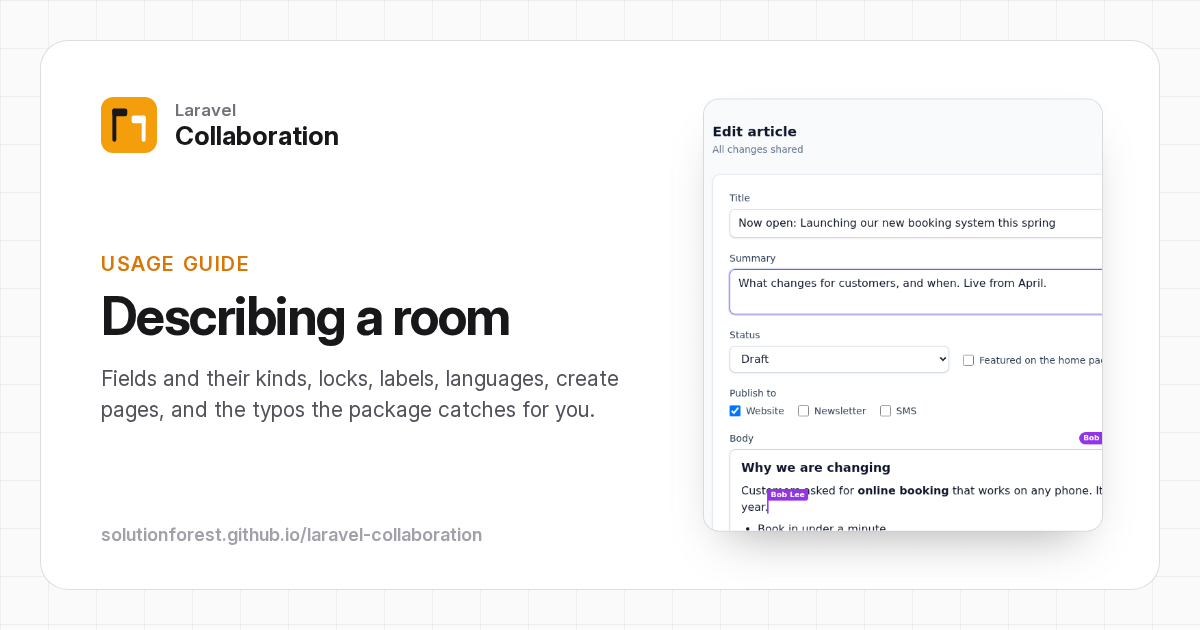 Laravel
Collaboration
USAGE GUIDE
Describing a room
Fields and their kinds, locks, labels, languages, create
pages, and the typos the package catches for you.
solutionforest.github.io/laravel-collaboration
Edit article
All changes shared
Title
Now open: Launching our new booking system this spring
Summary
What changes for customers, and when. Live from April.
Status
Draft
Featured on the home
Publish to
Website
Newsletter
SMS
Body
Bob
Why we are changing
Customers asked for online booking that works on any phone. It
Bob Lee
year.
• Book in under a minute